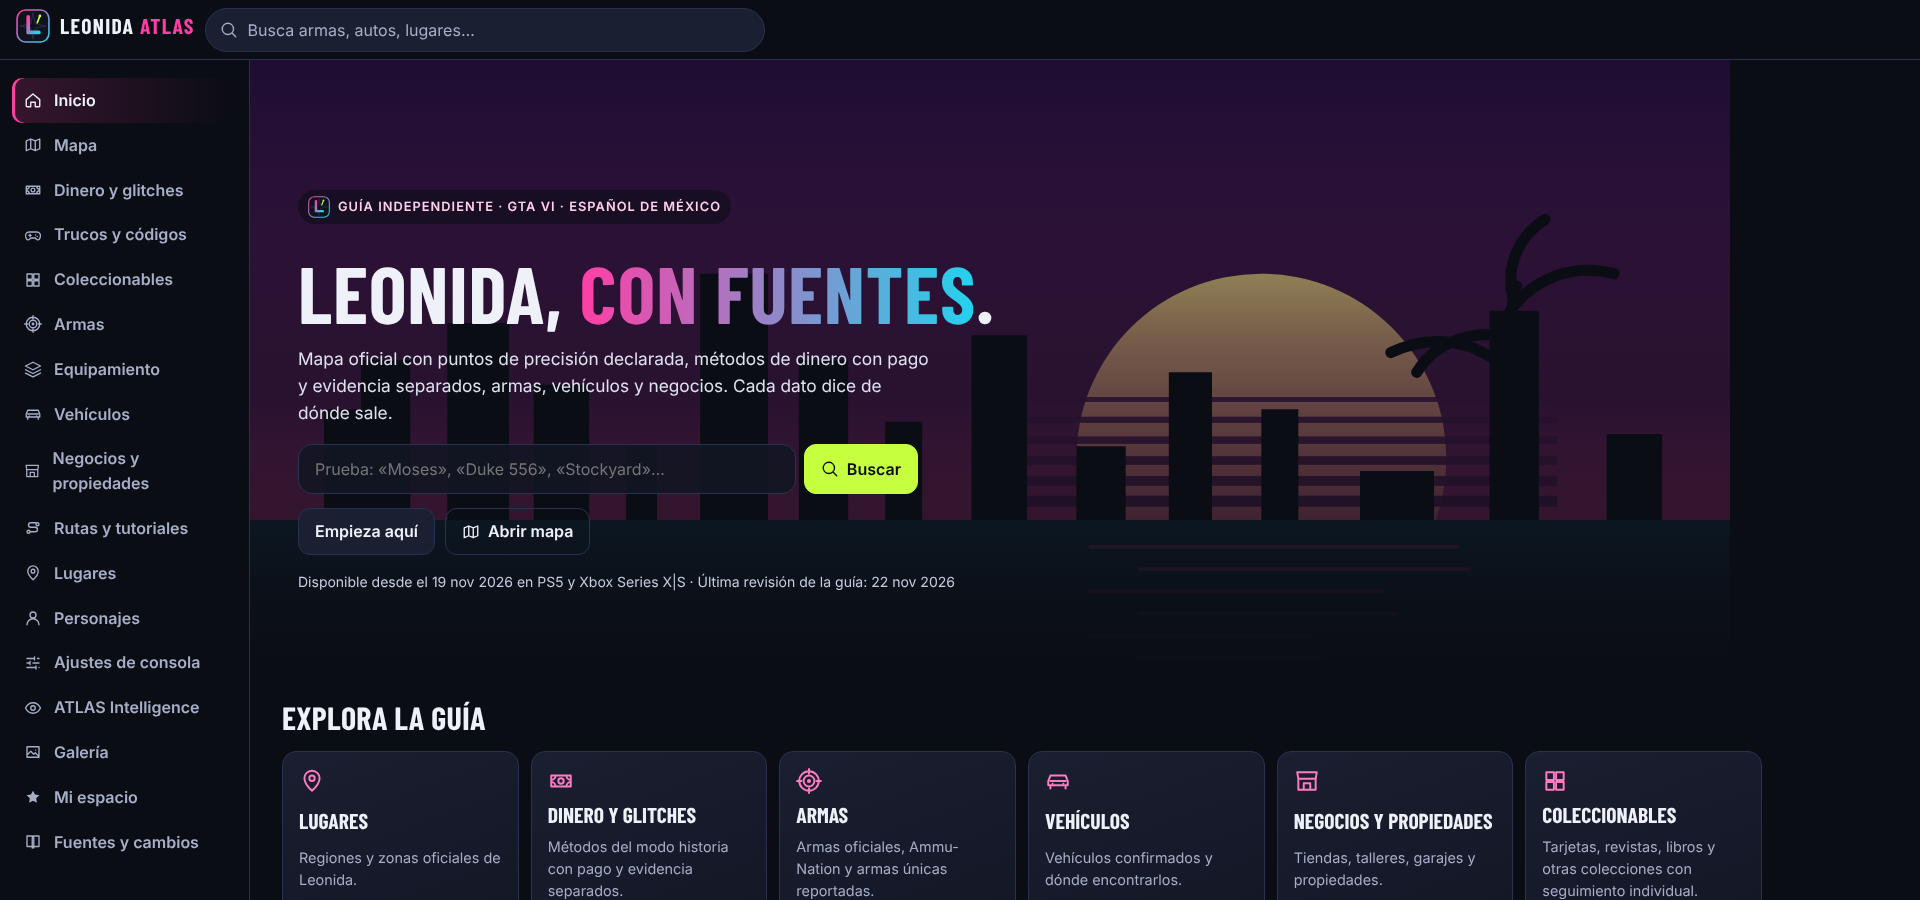 LEONIDA ATLAS
Busca armas, autos, lugares...
Inicio
Mapa
Dinero y glitches
Trucos y códigos
Coleccionables
Armas
Equipamiento
Vehículos
Negocios y
propiedades
Rutas y tutoriales
Lugares
Personajes
Ajustes de consola
ATLAS Intelligence
Galería
Mi espacio
Fuentes y cambios
GUÍA INDEPENDIENTE · GTA VI · ESPAÑOL DE MÉXICO
LEONIDA, CON FUENTES.
Mapa oficial con puntos de precisión declarada, métodos de dinero con pago
y evidencia separados, armas, vehículos y negocios. Cada dato dice de
dónde sale.
Prueba: «Moses», «Duke 556», «Stockyard»...
Buscar
Empieza aquí
Abrir mapa
Disponible desde el 19 nov 2026 en PS5 y Xbox Series X|S · Última revisión de la guía: 22 nov 2026
EXPLORA LA GUÍA
LUGARES
Regiones y zonas oficiales de
Leonida.
DINERO Y GLITCHES
Métodos del modo historia
con pago y evidencia
separados.
ARMAS
Armas oficiales, Ammu-
Nation y armas únicas
reportadas.
VEHÍCULOS
Vehículos confirmados y
dónde encontrarlos.
NEGOCIOS Y PROPIEDADES
Tiendas, talleres, garajes y
propiedades.
COLECCIONABLES
Tarjetas, revistas, libros y
otras colecciones con
seguimiento individual.